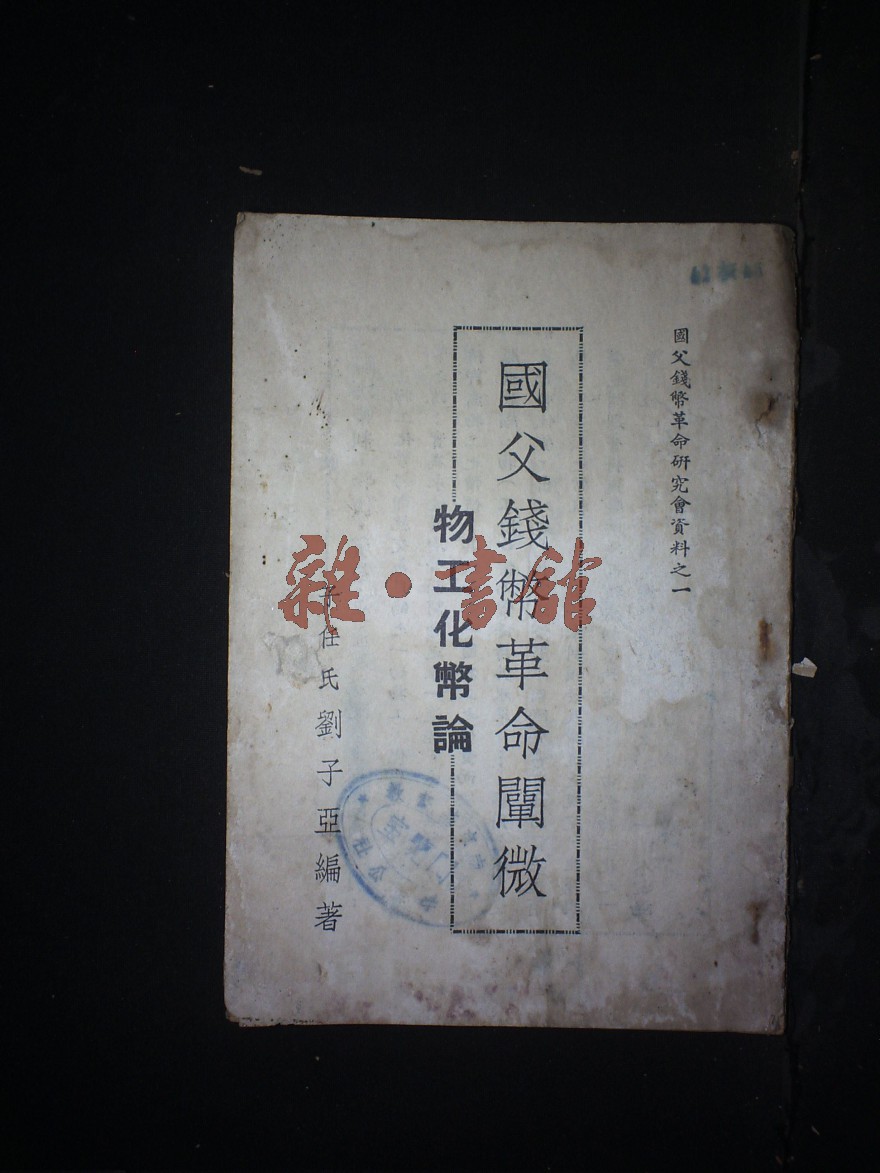 國父錢幣革命研究會資料之一
國父錢幣革命闡微
物工化幣論
任氏劉子亞編著
雜·書館